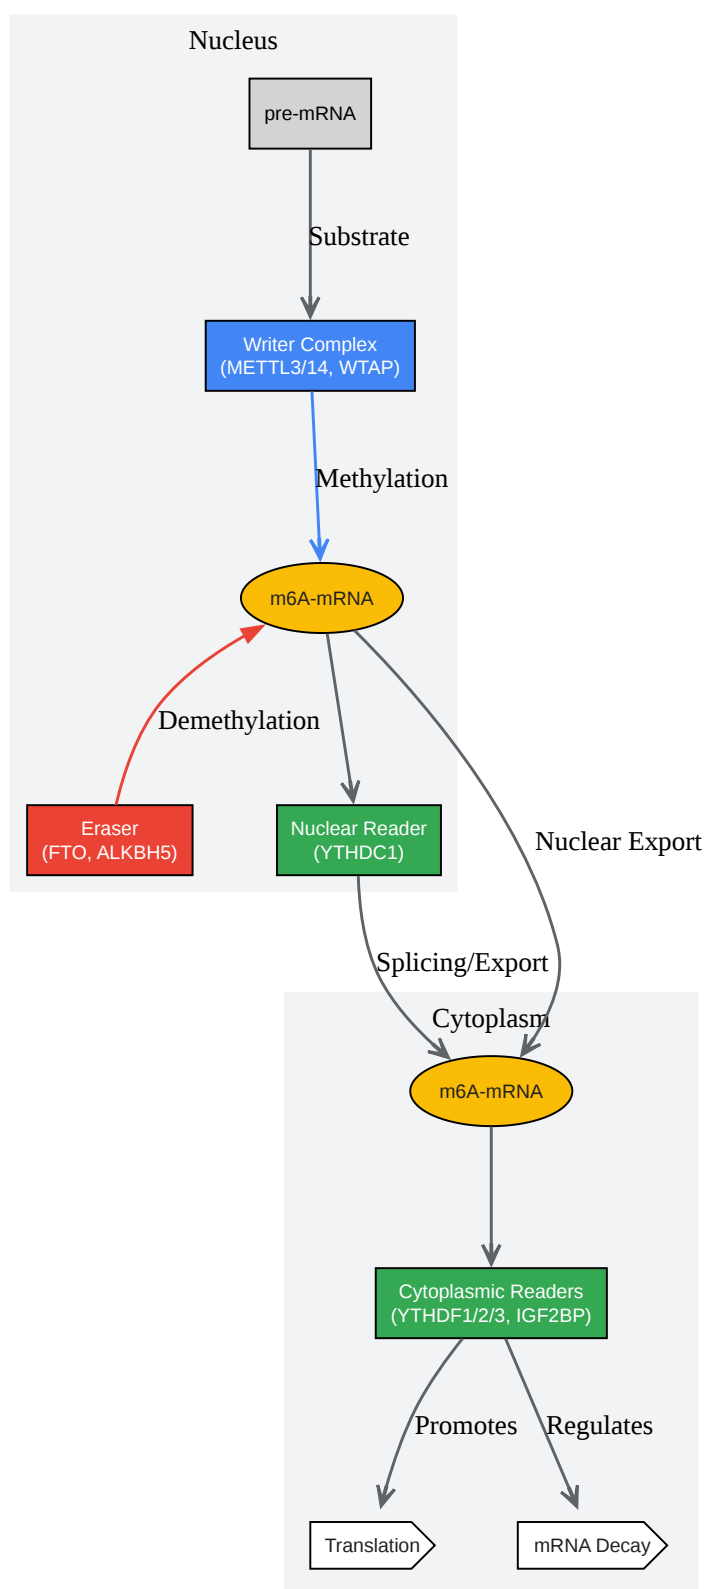 Nucleus
pre-mRNA
Substrate
Writer Complex
(METTL3/14, WTAP)
Methylation
m6A-mRNA
Demethylation
Eraser
(FTO, ALKBH5)
Nuclear Reader
(YTHDC1)
Nuclear Export
Splicing/Export
Cytoplasm
m6A-mRNA
Cytoplasmic Readers
(YTHDF1/2/3, IGF2BP)
Promotes
Regulates
Translation
mRNA Decay